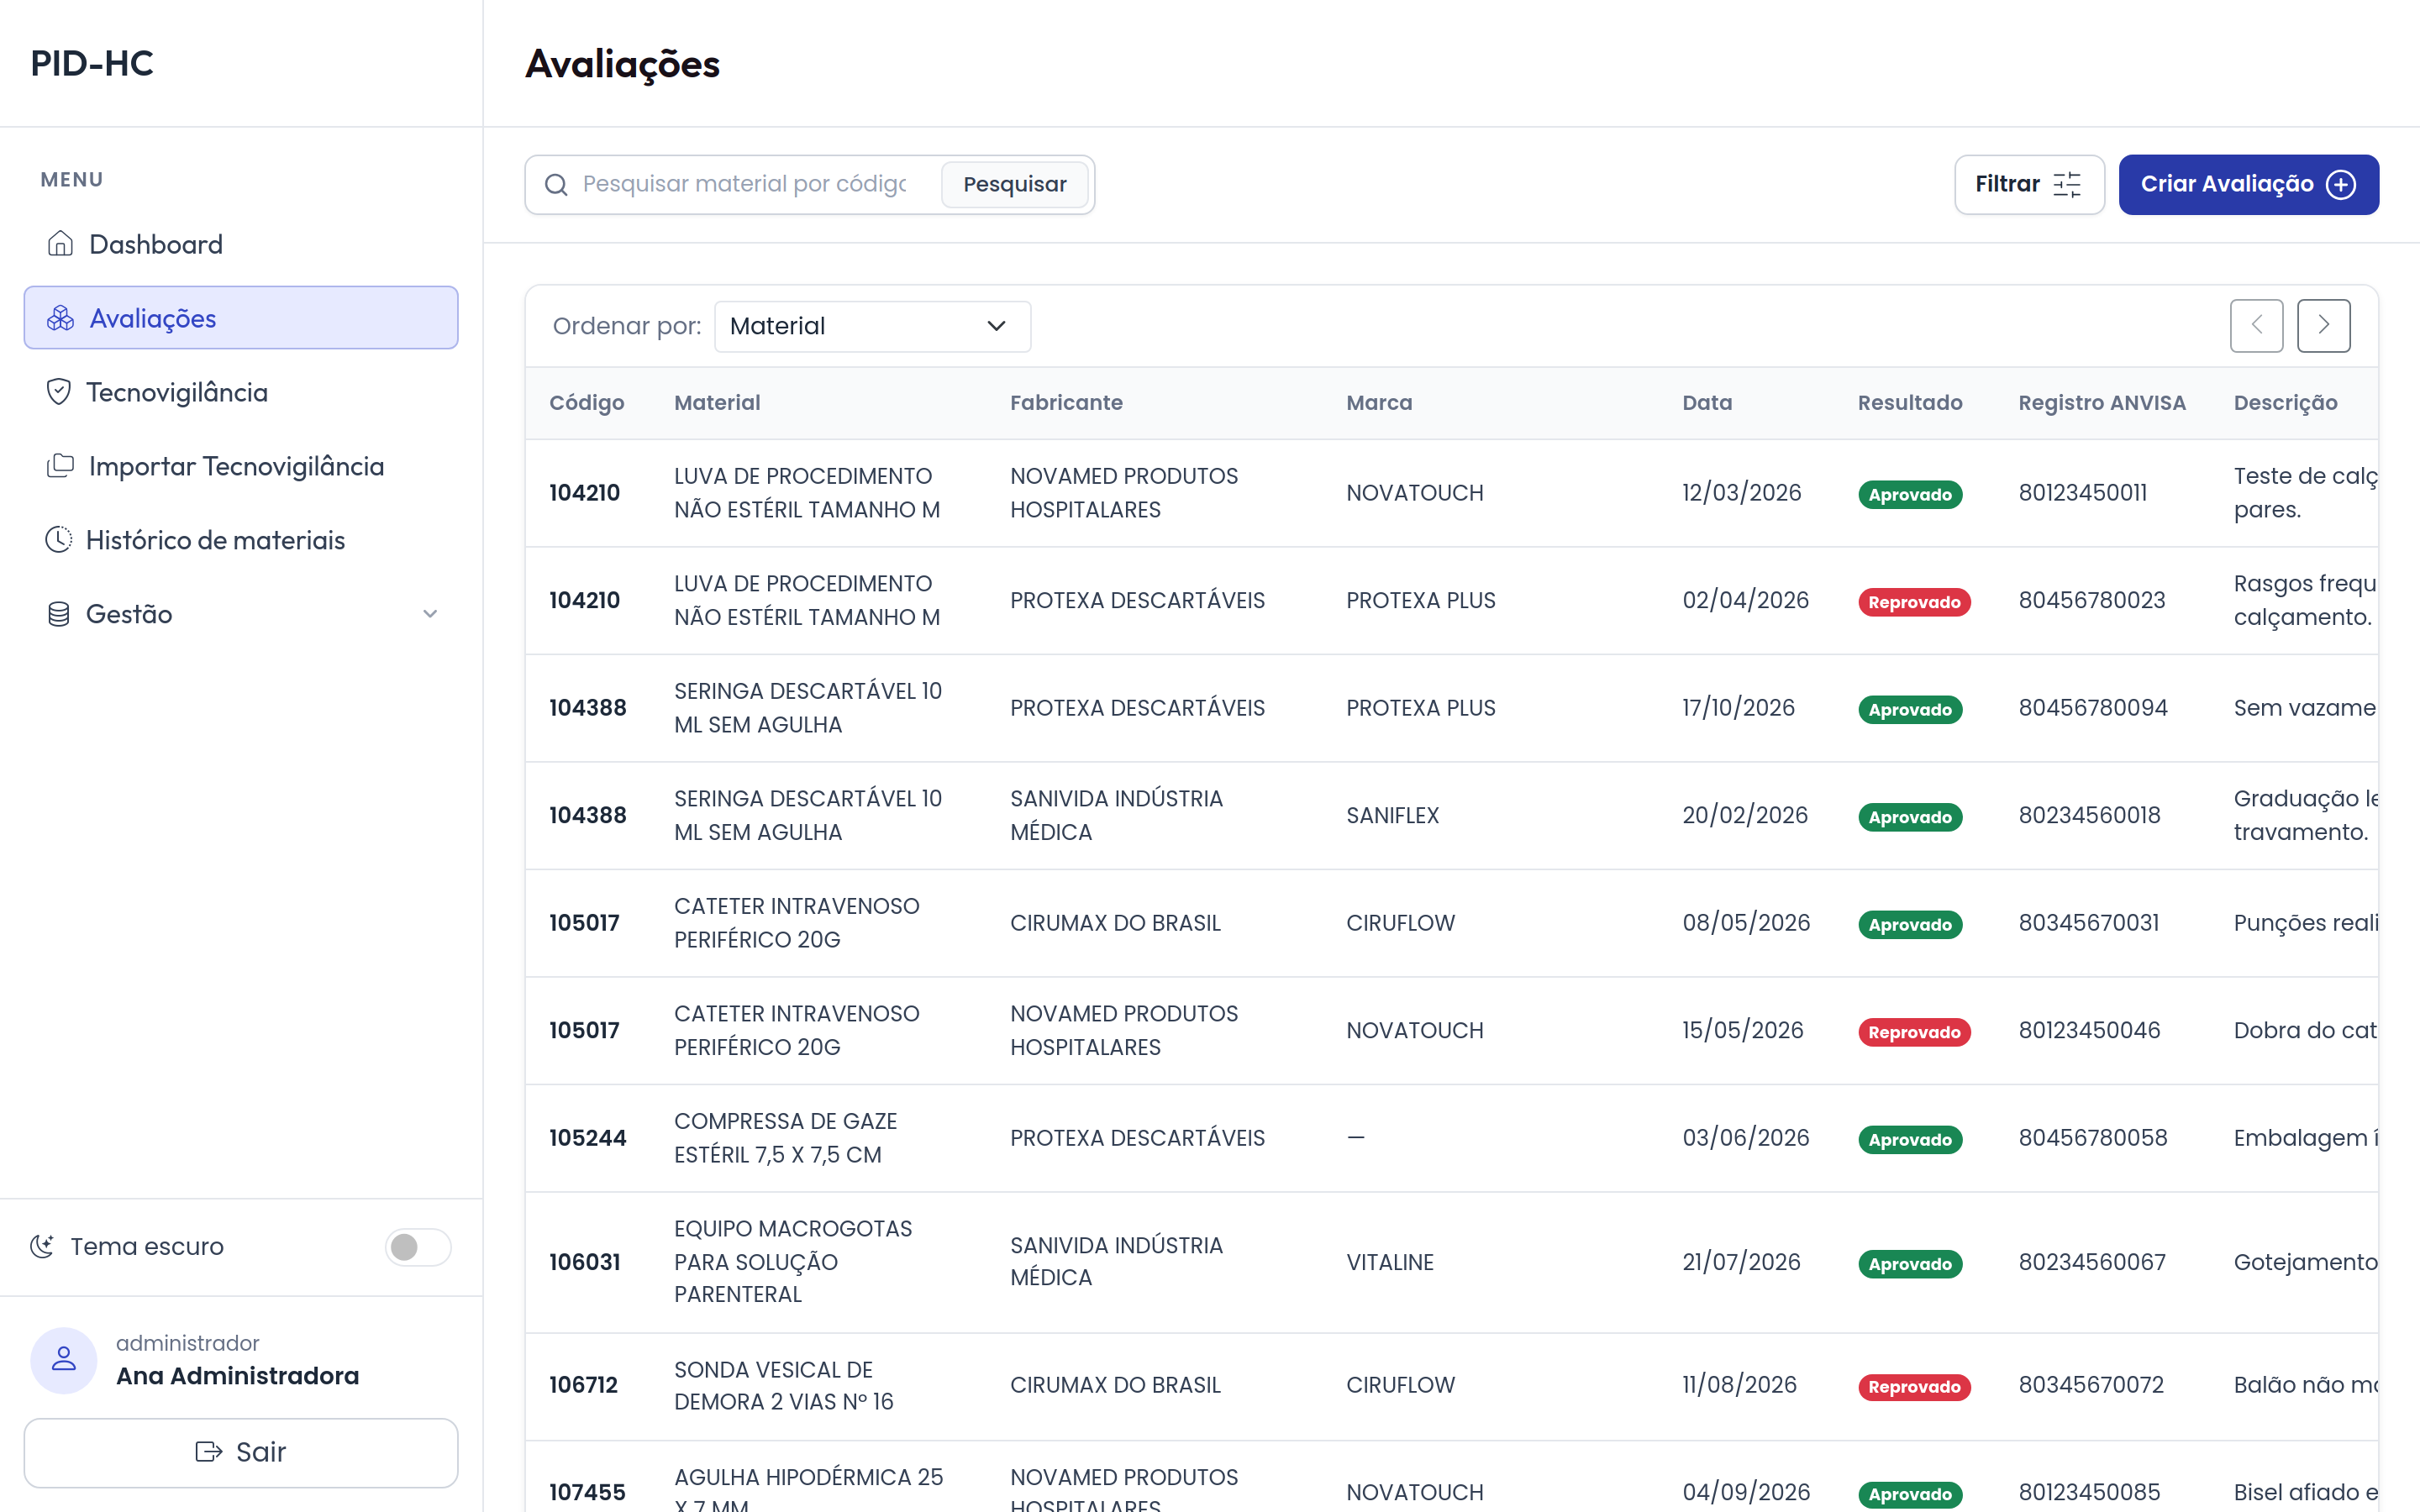 PID-HC
Avaliações
MENU
Dashboard
Avaliações
Tecnovigilância
Importar Tecnovigilância
Histórico de materiais
Gestão
Tema escuro
administrador
Ana Administradora
Sair
Pesquisar material por código
Pesquisar
Filtrar
Criar Avaliação
Ordenar por: Material
Código Material Fabricante Marca Data Resultado Registro ANVISA Descrição
104210 LUVA DE PROCEDIMENTO NÃO ESTÉRIL TAMANHO M NOVAMED PRODUTOS HOSPITALARES NOVATOUCH 12/03/2026 Aprovado 80123450011 Teste de calç pares.
104210 LUVA DE PROCEDIMENTO NÃO ESTÉRIL TAMANHO M PROTEXA DESCARTÁVEIS PROTEXA PLUS 02/04/2026 Reprovado 80456780023 Rasgos frequ calçamento.
104388 SERINGA DESCARTÁVEL 10 ML SEM AGULHA PROTEXA DESCARTÁVEIS PROTEXA PLUS 17/10/2026 Aprovado 80456780094 Sem vazame
104388 SERINGA DESCARTÁVEL 10 ML SEM AGULHA SANIVIDA INDÚSTRIA MÉDICA SANIFLEX 20/02/2026 Aprovado 80234560018 Graduação le travamento.
105017 CATETER INTRAVENOSO PERIFÉRICO 20G CIRUMAX DO BRASIL CIRUFLOW 08/05/2026 Aprovado 80345670031 Punções reali
105017 CATETER INTRAVENOSO PERIFÉRICO 20G NOVAMED PRODUTOS HOSPITALARES NOVATOUCH 15/05/2026 Reprovado 80123450046 Dobra do cat
105244 COMPRESSA DE GAZE ESTÉRIL 7,5 X 7,5 CM PROTEXA DESCARTÁVEIS — 03/06/2026 Aprovado 80456780058 Embalagem í
106031 EQUIPO MACROGOTAS PARA SOLUÇÃO PARENTERAL SANIVIDA INDÚSTRIA MÉDICA VITALINE 21/07/2026 Aprovado 80234560067 Gotejamento
106712 SONDA VESICAL DE DEMORA 2 VIAS Nº 16 CIRUMAX DO BRASIL CIRUFLOW 11/08/2026 Reprovado 80345670072 Balão não mo
107455 AGULHA HIPODÉRMICA 25 X 7 MM NOVAMED PRODUTOS HOSPITALARES NOVATOUCH 04/09/2026 Aprovado 80123450085 Bisel afiado e